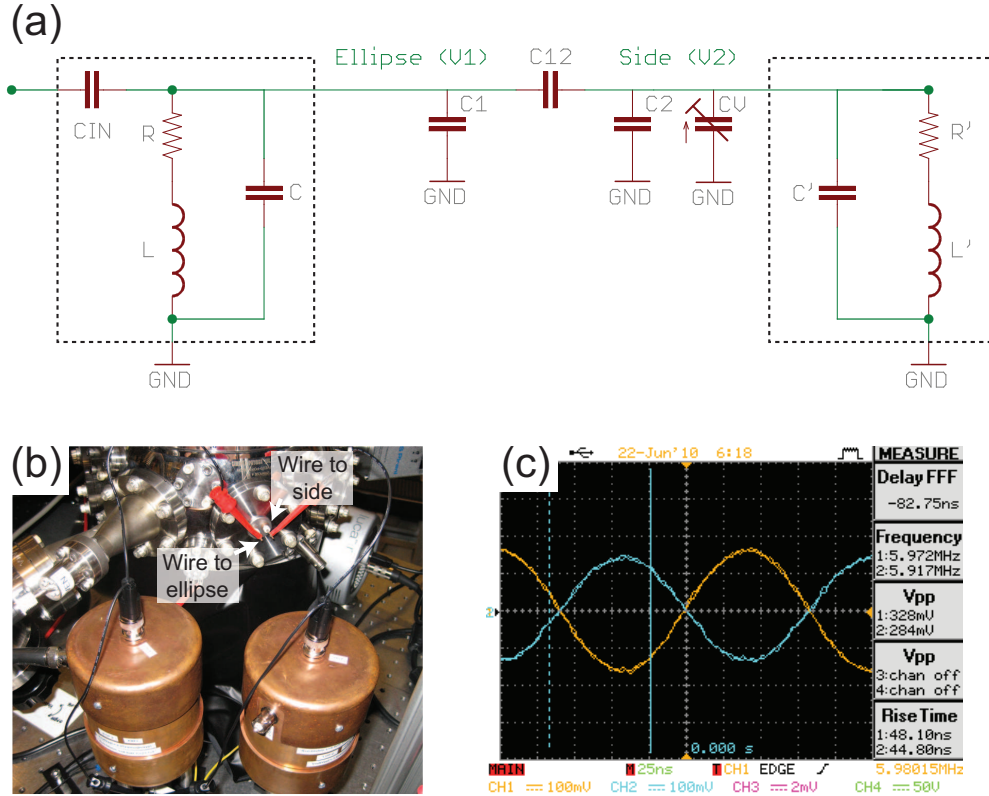 (a)
Ellipse (V1)
C12
Side (V2)
CIN
R
L
C
C1
C2
CV
C'
R'
L'
GND
GND
GND
GND
GND
(b)
Wire to
side
Wire to
ellipse
(c)
22-Jun'10 6:18
MEASURE
Delay FFF
-82.75ns
Frequency
1:5.972MHz
2:5.917MHz
Vpp
1:328mV
2:284mV
Vpp
3:chan off
4:chan off
Rise Time
1:48.10ns
2:44.80ns
0.000 s
MAIN M 25ns T CH1 EDGE 5.98015MHz
CH1 100mV CH2 100mV CH3 2mV CH4 50V